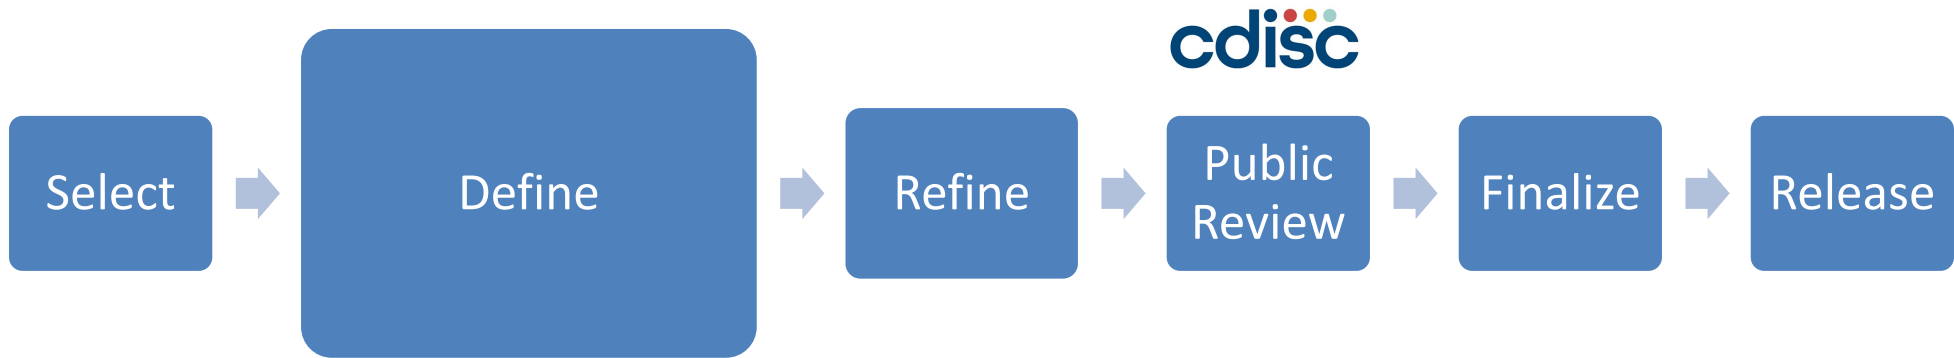 cdisc
Select
Define
Refine
Public
Review
Finalize
Release